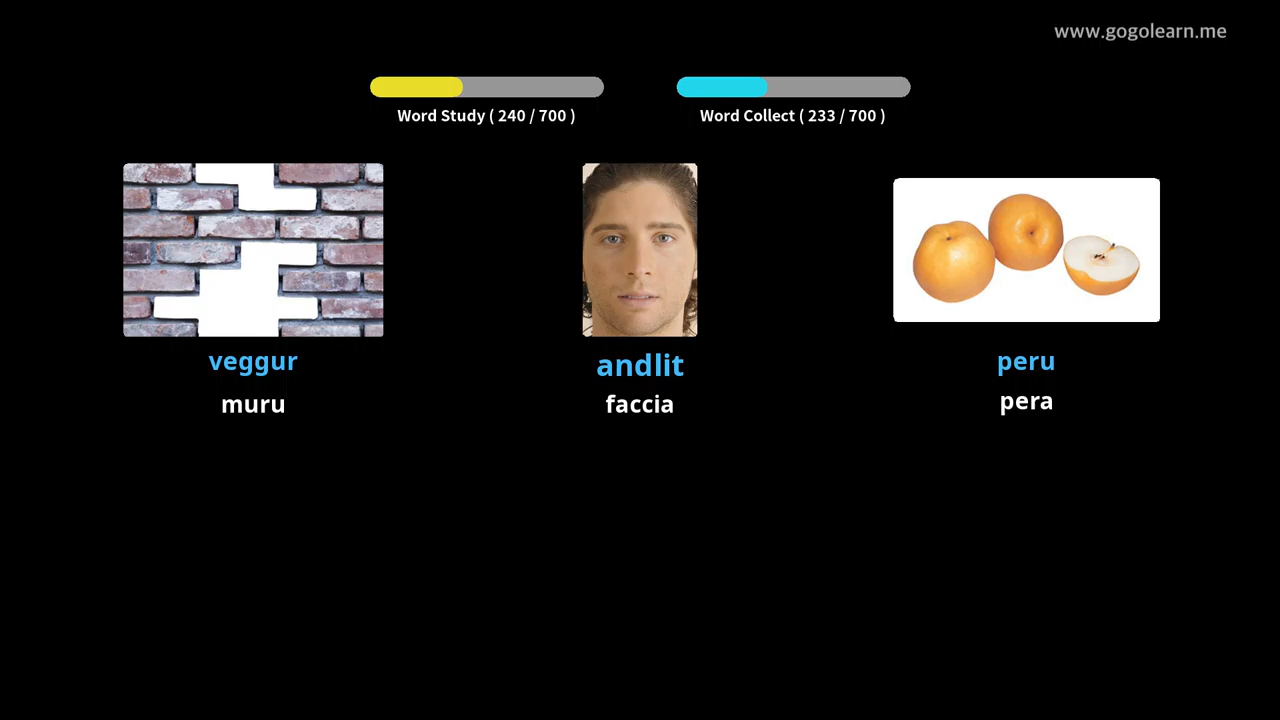 www.gogolearn.me
Word Study ( 240 / 700 )
Word Collect ( 233 / 700 )
veggur
muru
andlit
faccia
peru
pera